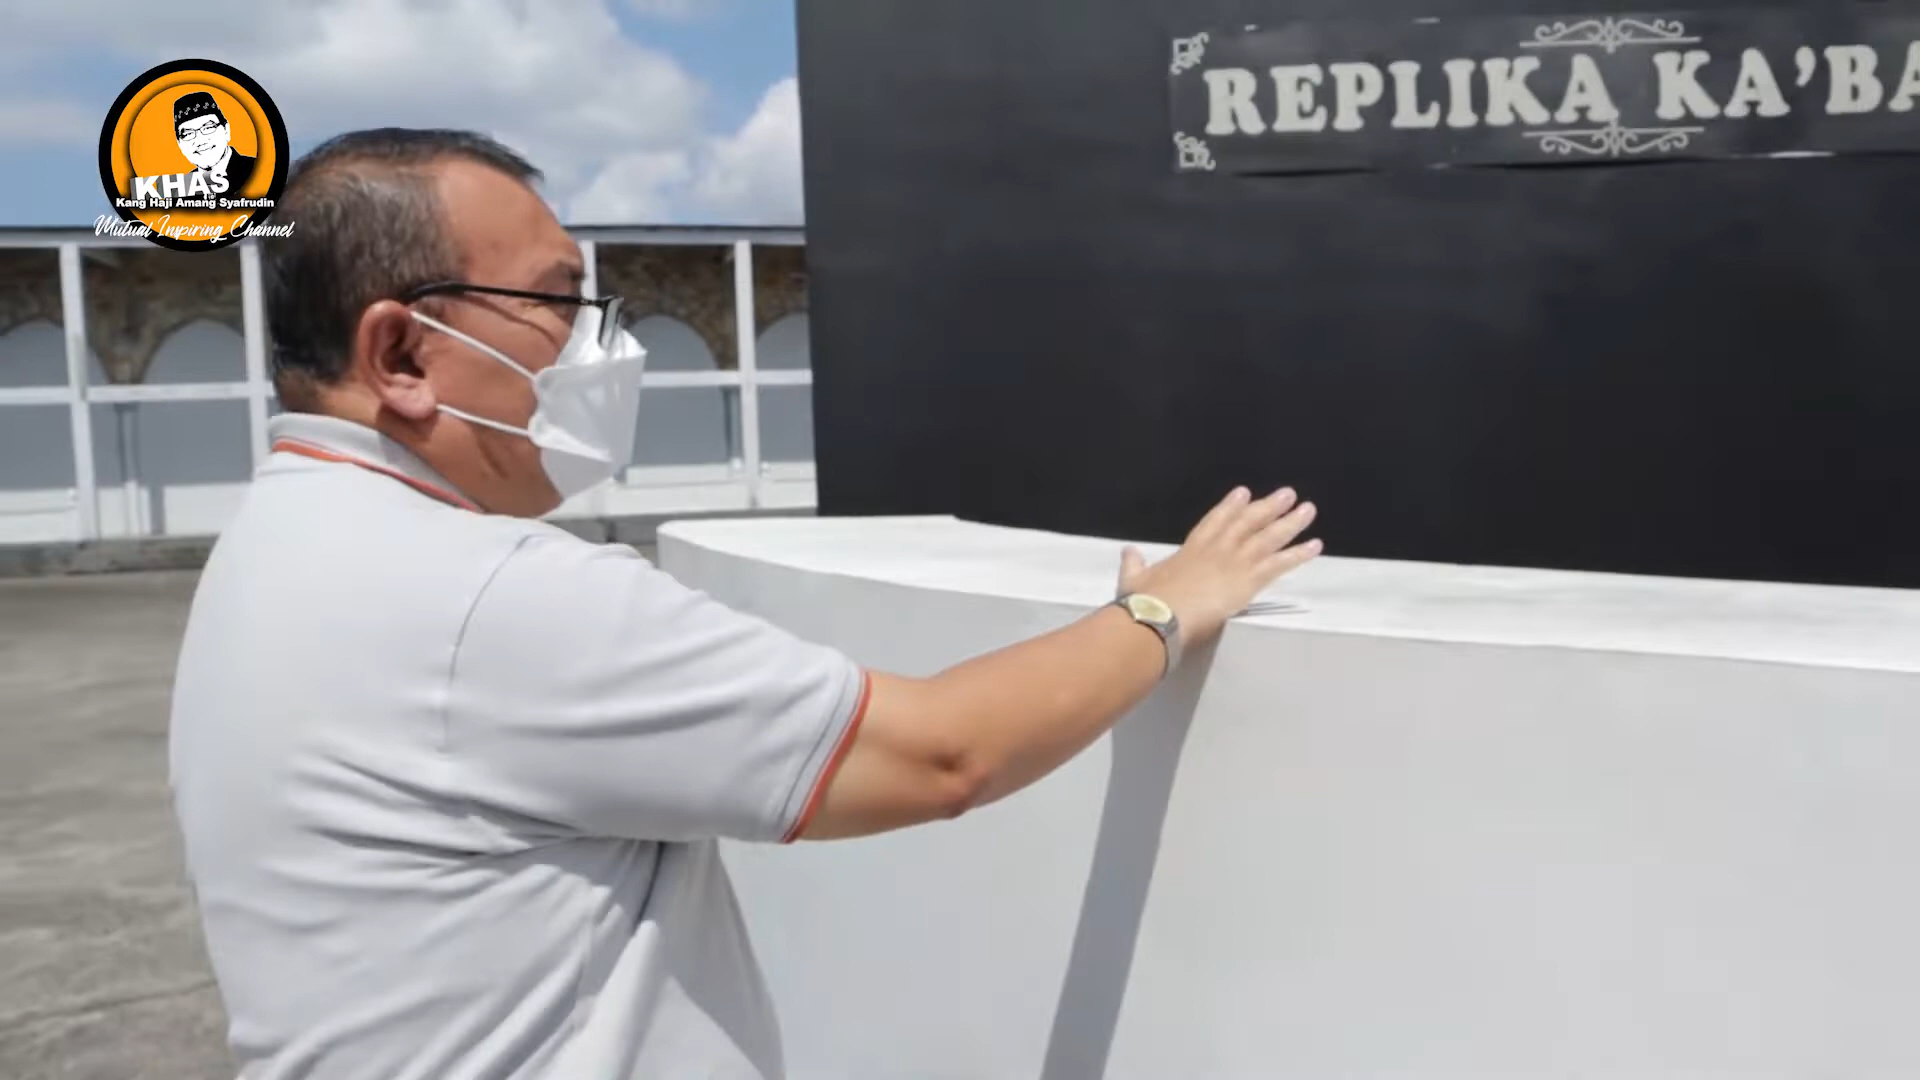 KHAS
Kang Haji Amang Syafrudin
Mutual Inspiring Channel
REPLIKA KA'BA